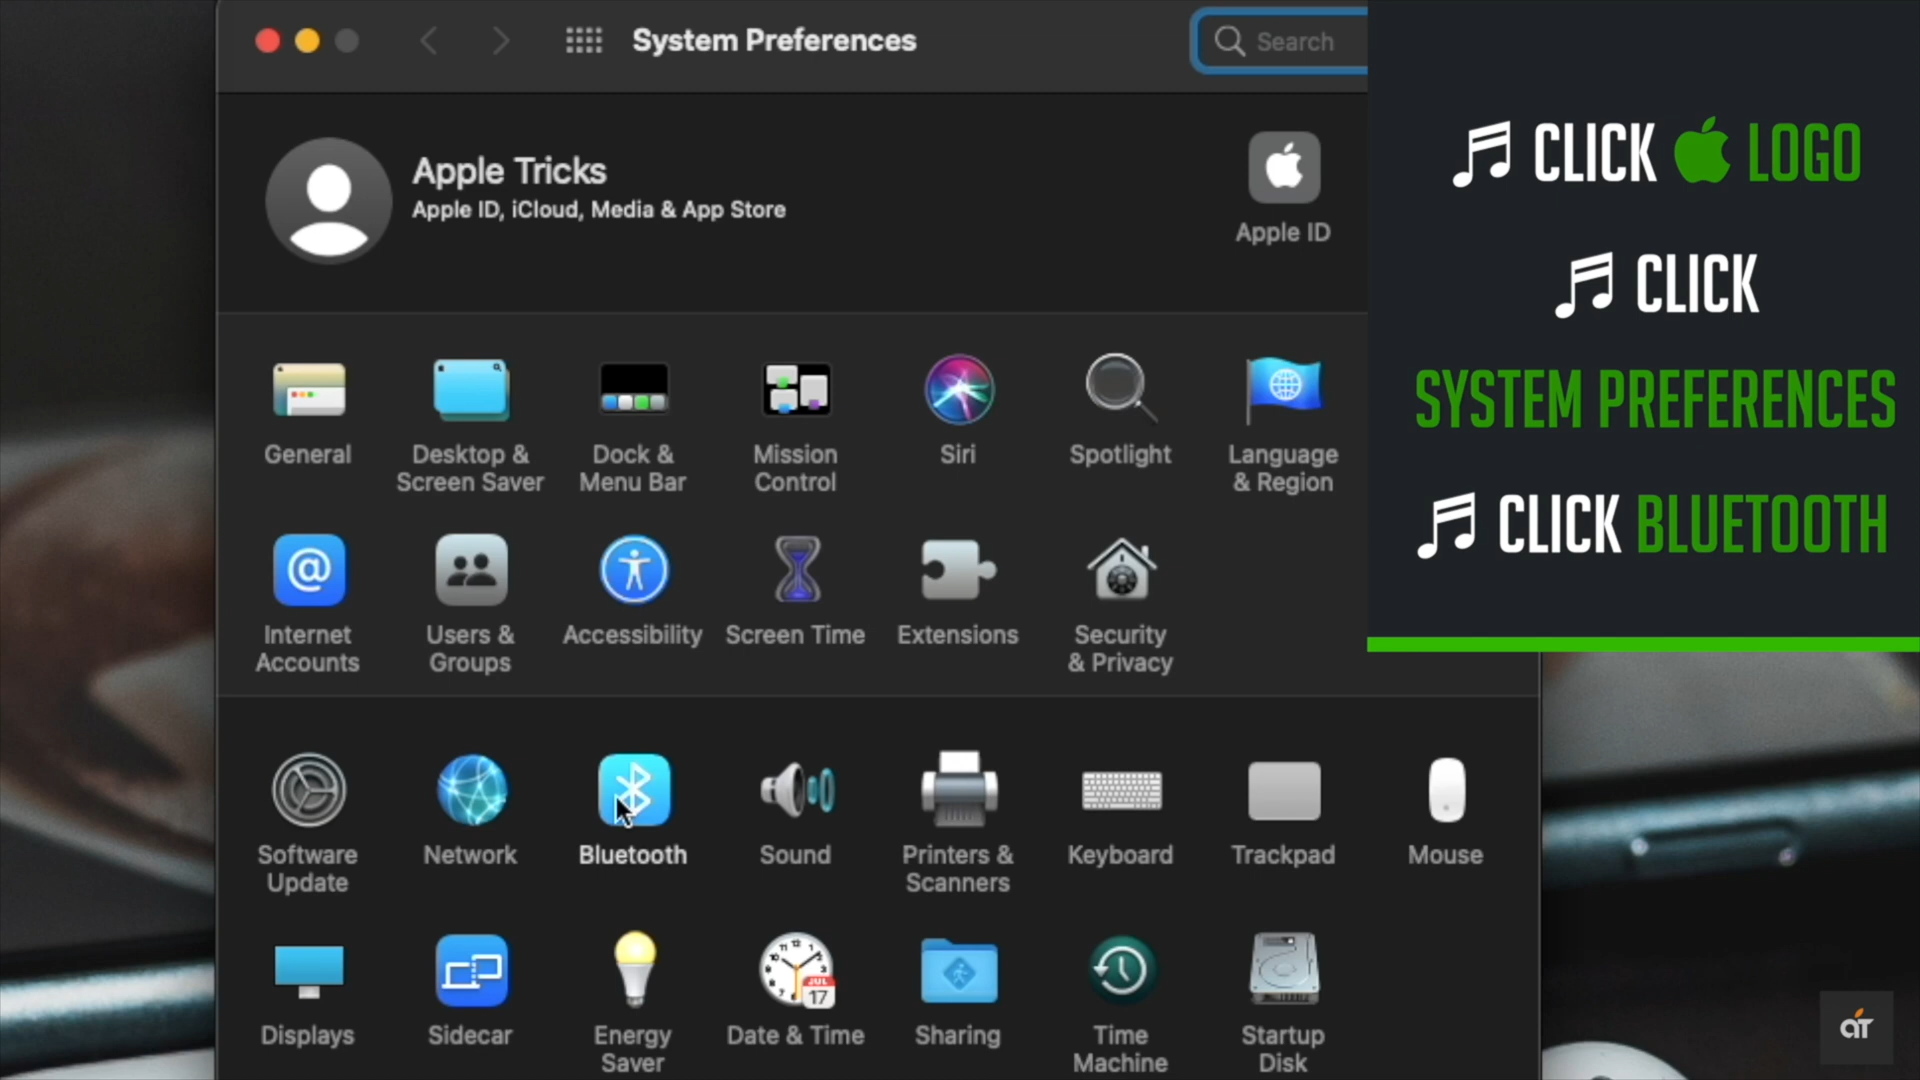 System Preferences
Search
Apple Tricks
Apple ID, iCloud, Media & App Store
Apple ID
CLICK LOGO
CLICK
SYSTEM PREFERENCES
CLICK BLUETOOTH
General
Desktop &
Screen Saver
Dock &
Menu Bar
Mission
Control
Siri
Spotlight
Language
& Region
Internet
Accounts
Users &
Groups
Accessibility
Screen Time
Extensions
Security
& Privacy
Software
Update
Network
Bluetooth
Sound
Printers &
Scanners
Keyboard
Trackpad
Mouse
Displays
Sidecar
Energy
Saver
JUL
17
Date & Time
Sharing
Time
Machine
Startup
Disk
aT